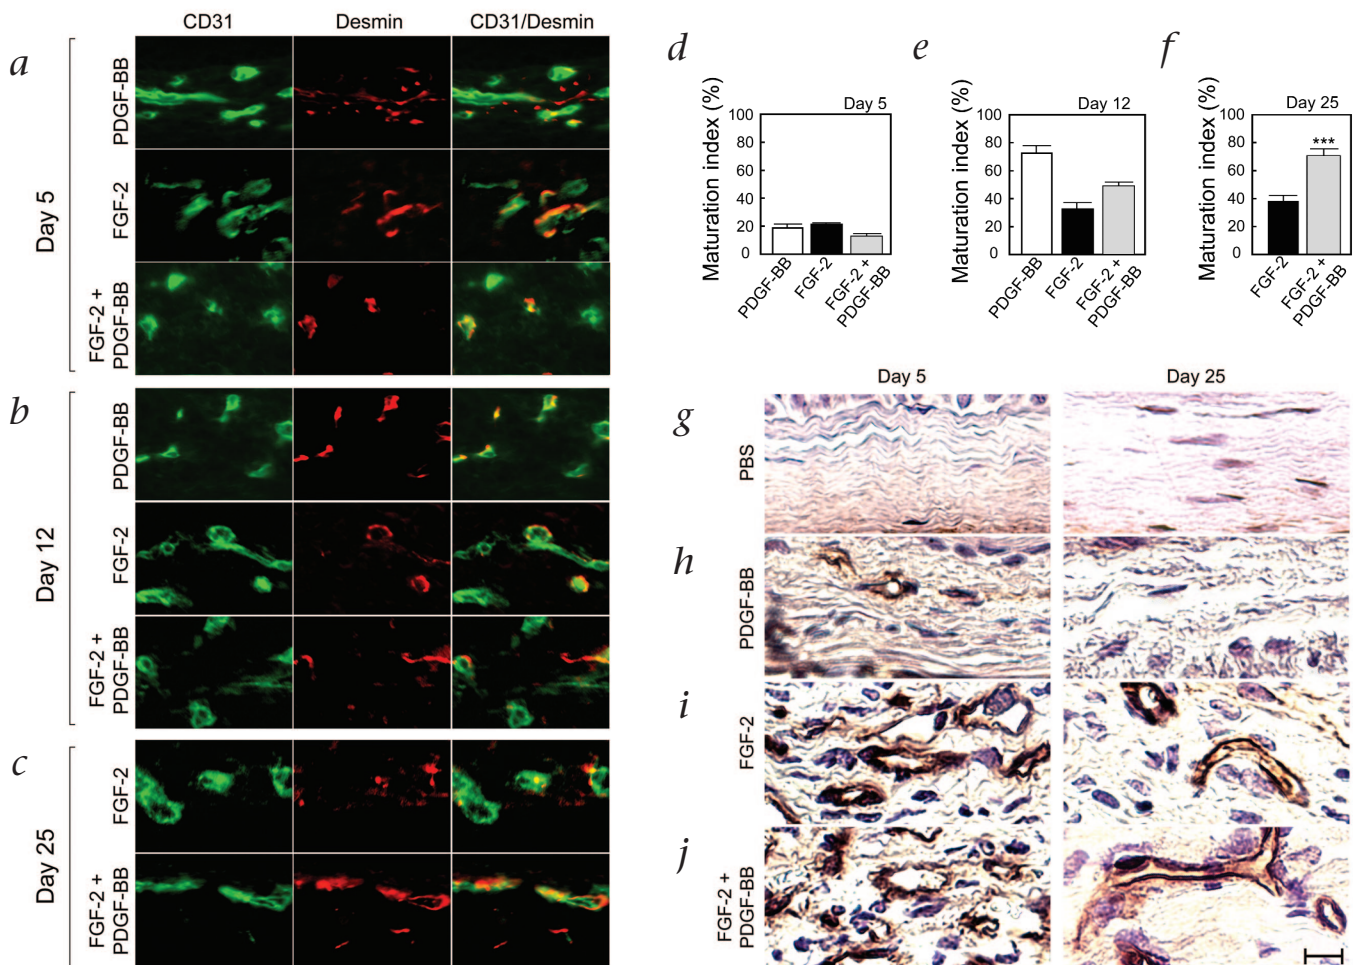 CD31 Desmin CD31/Desmin
a
Day 5
PDGF-BB
FGF-2
FGF-2 +
PDGF-BB
b
Day 12
PDGF-BB
FGF-2
FGF-2 +
PDGF-BB
c
Day 25
FGF-2
FGF-2 +
PDGF-BB
d
Maturation index (%)
Day 5
100
80
60
40
20
0
PDGF-BB
FGF-2
FGF-2 +
PDGF-BB
e
Maturation index (%)
Day 12
100
80
60
40
20
0
PDGF-BB
FGF-2
FGF-2 +
PDGF-BB
f
Maturation index (%)
Day 25
100
80
60
40
20
0
***
FGF-2
FGF-2 +
PDGF-BB
Day 5 Day 25
g
PBS
h
PDGF-BB
i
FGF-2
j
FGF-2 +
PDGF-BB